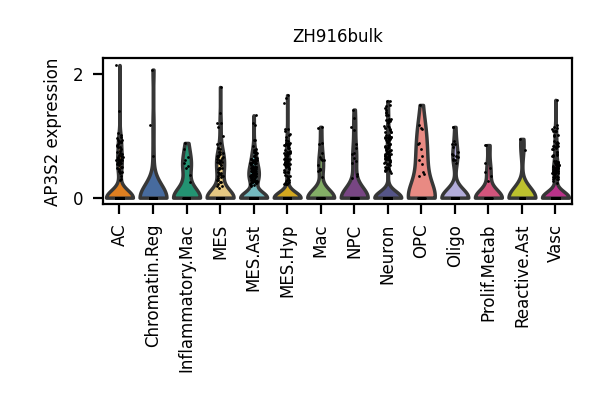 ZH916bulk
AP3S2 expression
2
0
AC
Chromatin.Reg
Inflammatory.Mac
MES
MES.Ast
MES.Hyp
Mac
NPC
Neuron
OPC
Oligo
Prolif.Metab
Reactive.Ast
Vasc